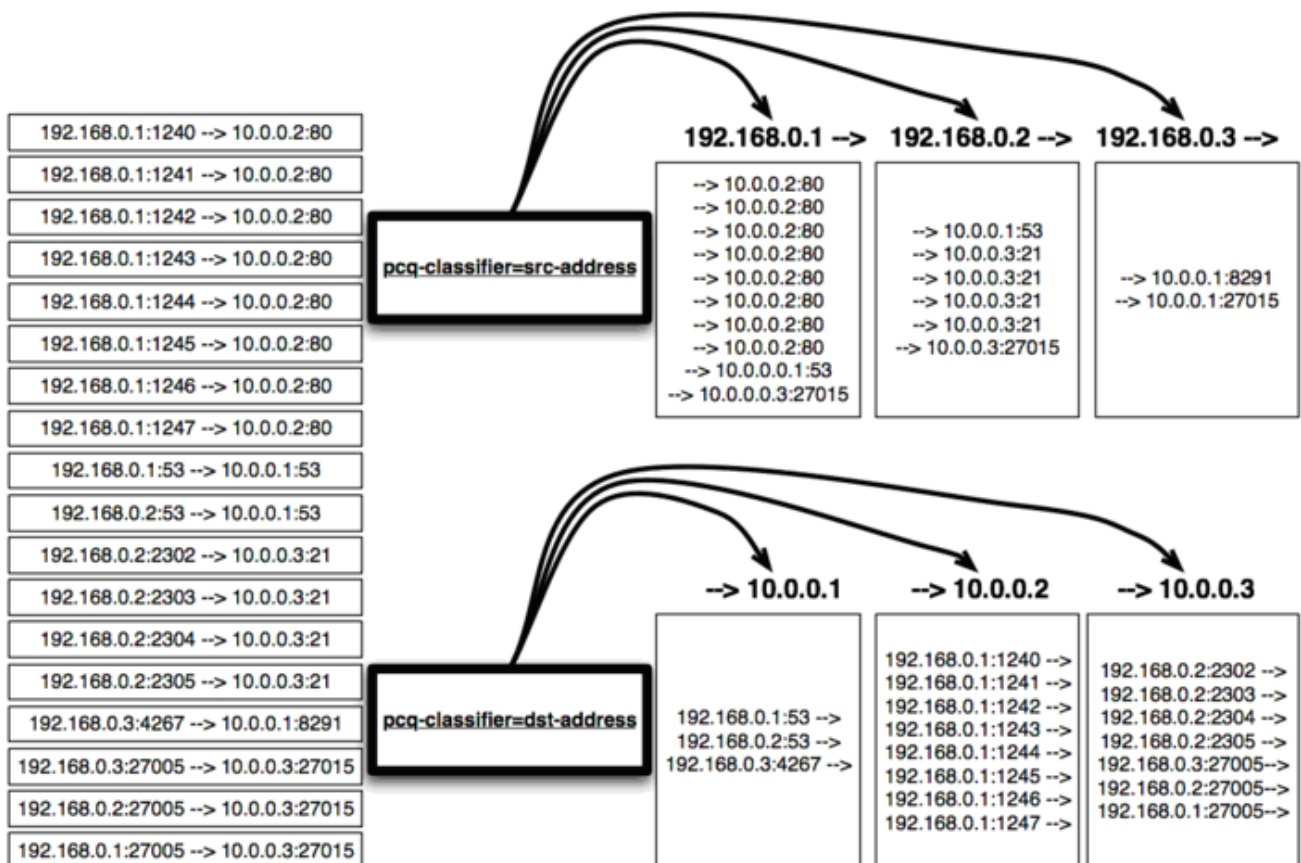 192.168.0.1:1240 --> 10.0.0.2:80
192.168.0.1:1241 --> 10.0.0.2:80
192.168.0.1:1242 --> 10.0.0.2:80
192.168.0.1:1243 --> 10.0.0.2:80
192.168.0.1:1244 --> 10.0.0.2:80
192.168.0.1:1245 --> 10.0.0.2:80
192.168.0.1:1246 --> 10.0.0.2:80
192.168.0.1:1247 --> 10.0.0.2:80
192.168.0.1:53 --> 10.0.0.1:53
192.168.0.2:53 --> 10.0.0.1:53
192.168.0.2:2302 --> 10.0.0.3:21
192.168.0.2:2303 --> 10.0.0.3:21
192.168.0.2:2304 --> 10.0.0.3:21
192.168.0.2:2305 --> 10.0.0.3:21
192.168.0.3:4267 --> 10.0.0.1:8291
192.168.0.3:27005 --> 10.0.0.3:27015
192.168.0.2:27005 --> 10.0.0.3:27015
192.168.0.1:27005 --> 10.0.0.3:27015
pcq-classifier=src-address
192.168.0.1 -->
--> 10.0.0.2:80
--> 10.0.0.2:80
--> 10.0.0.2:80
--> 10.0.0.2:80
--> 10.0.0.2:80
--> 10.0.0.2:80
--> 10.0.0.2:80
--> 10.0.0.2:80
--> 10.0.0.0.1:53
--> 10.0.0.0.3:27015
192.168.0.2 -->
--> 10.0.0.1:53
--> 10.0.0.3:21
--> 10.0.0.3:21
--> 10.0.0.3:21
--> 10.0.0.3:21
--> 10.0.0.3:27015
192.168.0.3 -->
--> 10.0.0.1:8291
--> 10.0.0.1:27015
pcq-classifier=dst-address
--> 10.0.0.1
192.168.0.1:53 -->
192.168.0.2:53 -->
192.168.0.3:4267 -->
--> 10.0.0.2
192.168.0.1:1240 -->
192.168.0.1:1241 -->
192.168.0.1:1242 -->
192.168.0.1:1243 -->
192.168.0.1:1244 -->
192.168.0.1:1245 -->
192.168.0.1:1246 -->
192.168.0.1:1247 -->
--> 10.0.0.3
192.168.0.2:2302 -->
192.168.0.2:2303 -->
192.168.0.2:2304 -->
192.168.0.2:2305 -->
192.168.0.3:27005-->
192.168.0.2:27005-->
192.168.0.1:27005-->